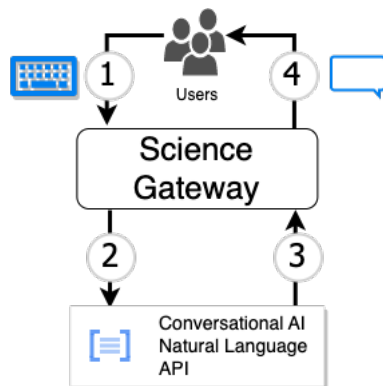 1
4
Users
Science
Gateway
2
3
Conversational AI
Natural Language
API